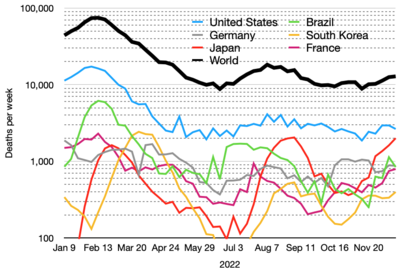 100,000
United States
Brazil
Germany
South Korea
Japan
France
World
10,000
Deaths per week
1,000
100
Jan 9 Feb 13 Mar 20 Apr 24 May 29 Jul 3 Aug 7 Sep 11 Oct 16 Nov 20
2022